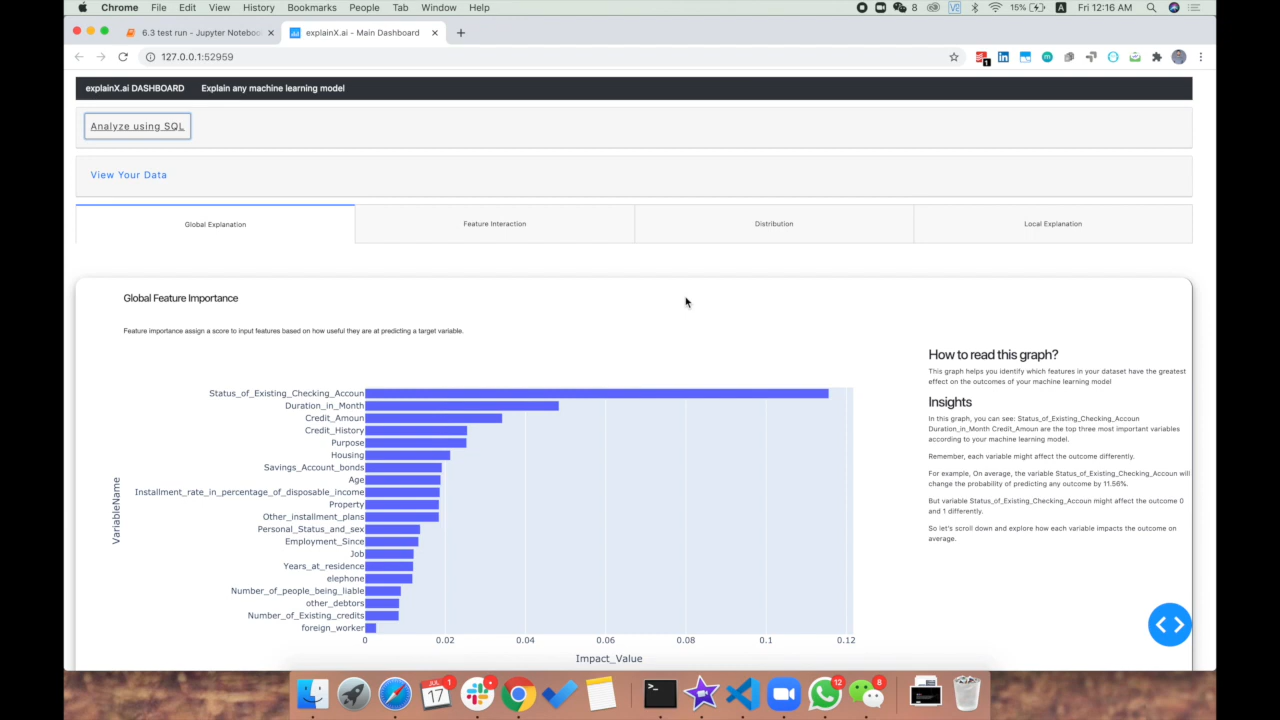 Chrome File Edit View History Bookmarks People Tab Window Help 8 V2 15% A Fri 12:16 AM
6.3 test run - Jupyter Notebook explainX.ai - Main Dashboard
127.0.0.1:52959 1
explainX.ai DASHBOARD Explain any machine learning model
Analyze using SQL
View Your Data
Global Explanation Feature Interaction Distribution Local Explanation
Global Feature Importance
Feature importance assign a score to input features based on how useful they are at predicting a target variable.
VariableName
Status_of_Existing_Checking_Accoun
Duration_in_Month
Credit_Amoun
Credit_History
Purpose
Housing
Savings_Account_bonds
Age
Installment_rate_in_percentage_of_disposable_income
Property
Other_installment_plans
Personal_Status_and_sex
Employment_Since
Job
Years_at_residence
elephone
Number_of_people_being_liable
other_debtors
Number_of_Existing_credits
foreign_worker
0 0.02 0.04 0.06 0.08 0.1 0.12
Impact_Value
How to read this graph?
This graph helps you identify which features in your dataset have the greatest
effect on the outcomes of your machine learning model
Insights
In this graph, you can see: Status_of_Existing_Checking_Accoun
Duration_in_Month Credit_Amoun are the top three most important variables
according to your machine learning model.
Remember, each variable might affect the outcome differently.
For example, On average, the variable Status_of_Existing_Checking_Accoun will
change the probability of predicting any outcome by 11.56%.
But variable Status_of_Existing_Checking_Accoun might affect the outcome 0
and 1 differently.
So let's scroll down and explore how each variable impacts the outcome on
average.
17 1 12 8